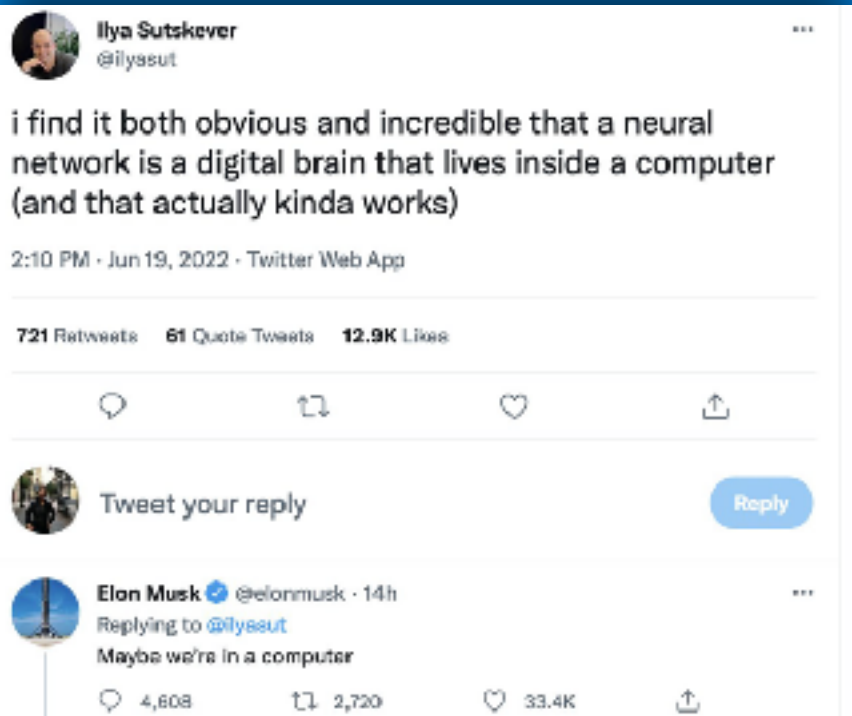 Ilya Sutskever
@ilyasut
i find it both obvious and incredible that a neural
network is a digital brain that lives inside a computer
(and that actually kinda works)
2:10 PM · Jun 19, 2022 · Twitter Web App
721 Retweets 61 Quote Tweets 12.9K Likes
Tweet your reply
Reply
Elon Musk @elonmusk · 14h
Replying to @ilyasut
Maybe we're in a computer
4,608 2,720 33.4K